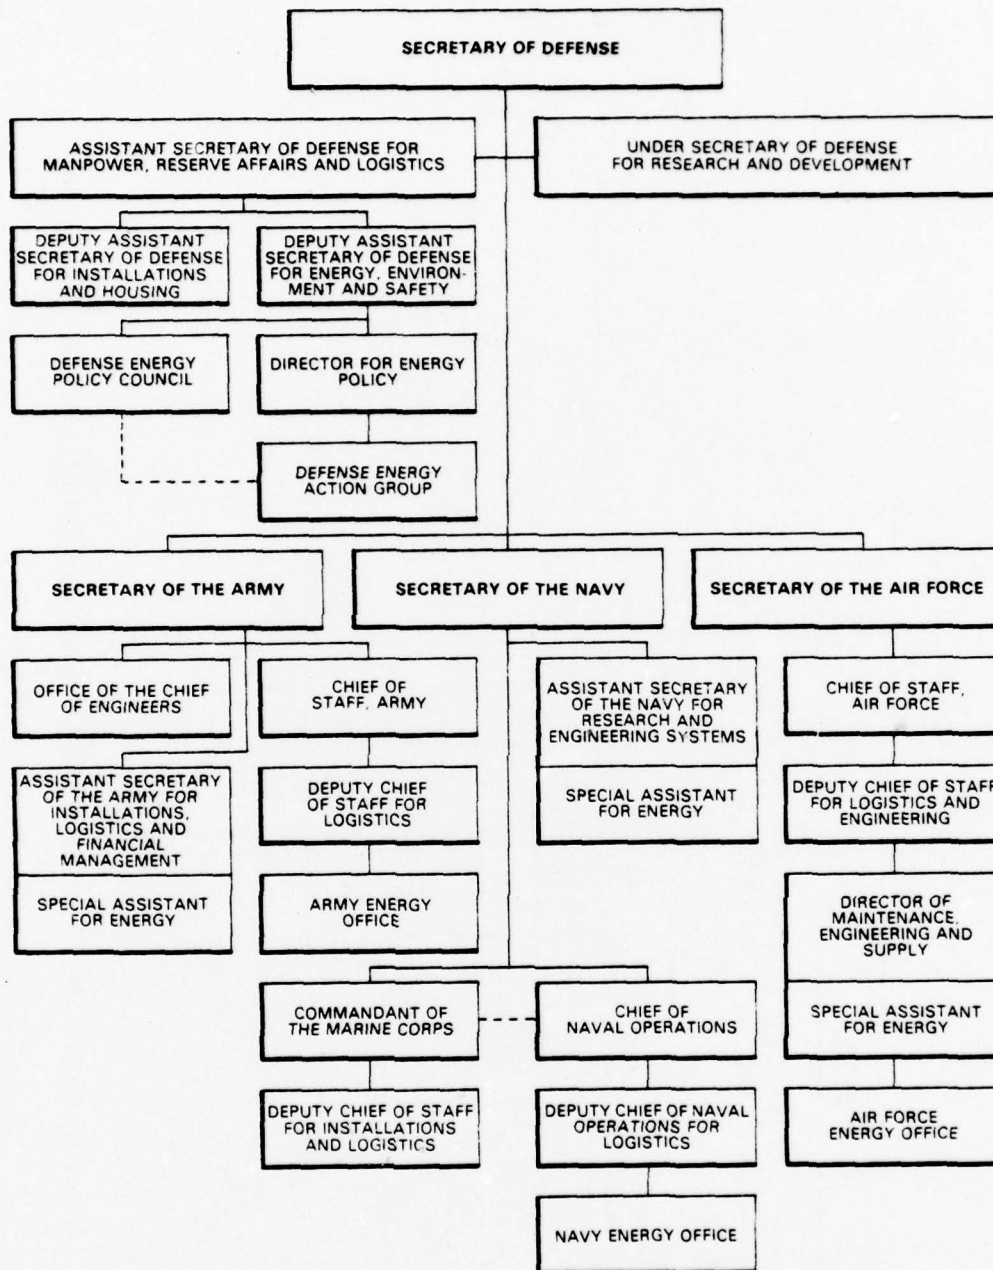 SECRETARY OF DEFENSE
ASSISTANT SECRETARY OF DEFENSE FOR
MANPOWER, RESERVE AFFAIRS AND LOGISTICS
UNDER SECRETARY OF DEFENSE
FOR RESEARCH AND DEVELOPMENT
DEPUTY ASSISTANT
SECRETARY OF DEFENSE
FOR INSTALLATIONS
AND HOUSING
DEPUTY ASSISTANT
SECRETARY OF DEFENSE
FOR ENERGY, ENVIRON-
MENT AND SAFETY
DEFENSE ENERGY
POLICY COUNCIL
DIRECTOR FOR ENERGY
POLICY
DEFENSE ENERGY
ACTION GROUP
SECRETARY OF THE ARMY
SECRETARY OF THE NAVY
SECRETARY OF THE AIR FORCE
OFFICE OF THE CHIEF
OF ENGINEERS
CHIEF OF
STAFF, ARMY
ASSISTANT SECRETARY
OF THE NAVY FOR
RESEARCH AND
ENGINEERING SYSTEMS
SPECIAL ASSISTANT
FOR ENERGY
CHIEF OF STAFF,
AIR FORCE
ASSISTANT SECRETARY
OF THE ARMY FOR
INSTALLATIONS,
LOGISTICS AND
FINANCIAL
MANAGEMENT
SPECIAL ASSISTANT
FOR ENERGY
DEPUTY CHIEF
OF STAFF FOR
LOGISTICS
DEPUTY CHIEF OF STAFF
FOR LOGISTICS AND
ENGINEERING
ARMY ENERGY
OFFICE
DIRECTOR OF
MAINTENANCE,
ENGINEERING AND
SUPPLY
SPECIAL ASSISTANT
FOR ENERGY
COMMANDANT OF
THE MARINE CORPS
CHIEF OF
NAVAL OPERATIONS
DEPUTY CHIEF OF STAFF
FOR INSTALLATIONS
AND LOGISTICS
DEPUTY CHIEF OF NAVAL
OPERATIONS FOR
LOGISTICS
AIR FORCE
ENERGY OFFICE
NAVY ENERGY OFFICE